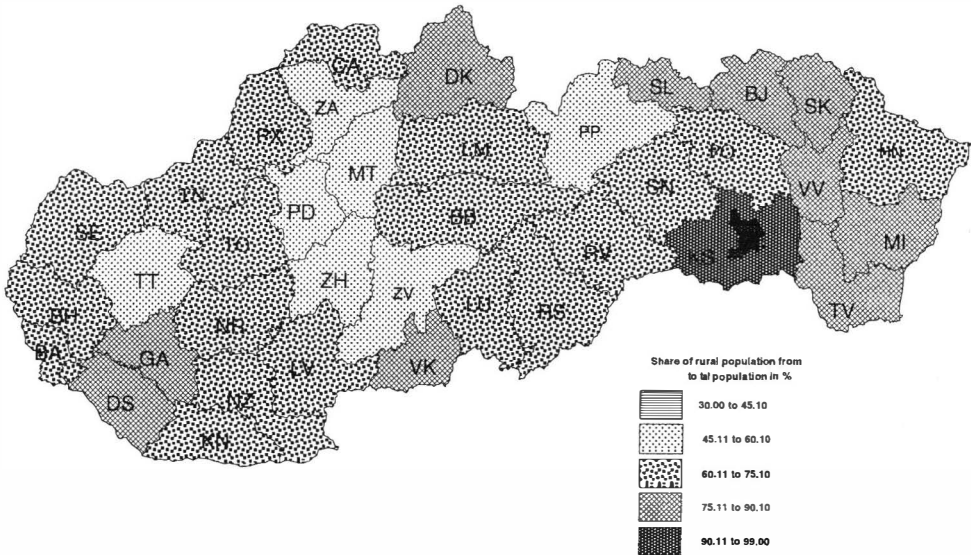 CA
DK
ZA
SL
BJ
SK
PX
PP
LM
PO
HN
MT
TN
SN
VV
PD
BB
SE
TO
MI
KS
RV
TT
ZH
ZV
LU
RS
TV
BH
NR
BA
GA
LV
VK
DS
NZ
KN
Share of rural population from
total population in %
30.00 to 45.10
45.11 to 60.10
60.11 to 75.10
75.11 to 90.10
90.11 to 99.00